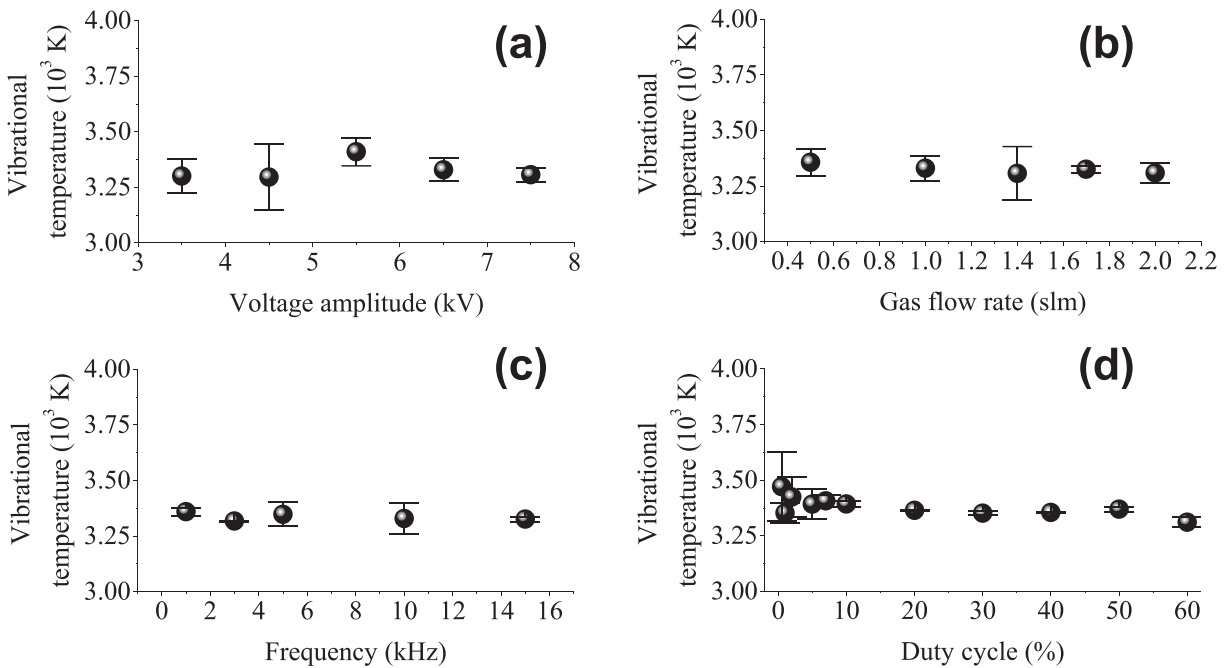 (a)
Vibrational
temperature (10³ K)
4.00
3.75
3.50
3.25
3.00
3 4 5 6 7 8
Voltage amplitude (kV)
(b)
Vibrational
temperature (10³ K)
4.00
3.75
3.50
3.25
3.00
0.4 0.6 0.8 1.0 1.2 1.4 1.6 1.8 2.0 2.2
Gas flow rate (slm)
(c)
Vibrational
temperature (10³ K)
4.00
3.75
3.50
3.25
3.00
0 2 4 6 8 10 12 14 16
Frequency (kHz)
(d)
Vibrational
temperature (10³ K)
4.00
3.75
3.50
3.25
3.00
0 10 20 30 40 50 60
Duty cycle (%)